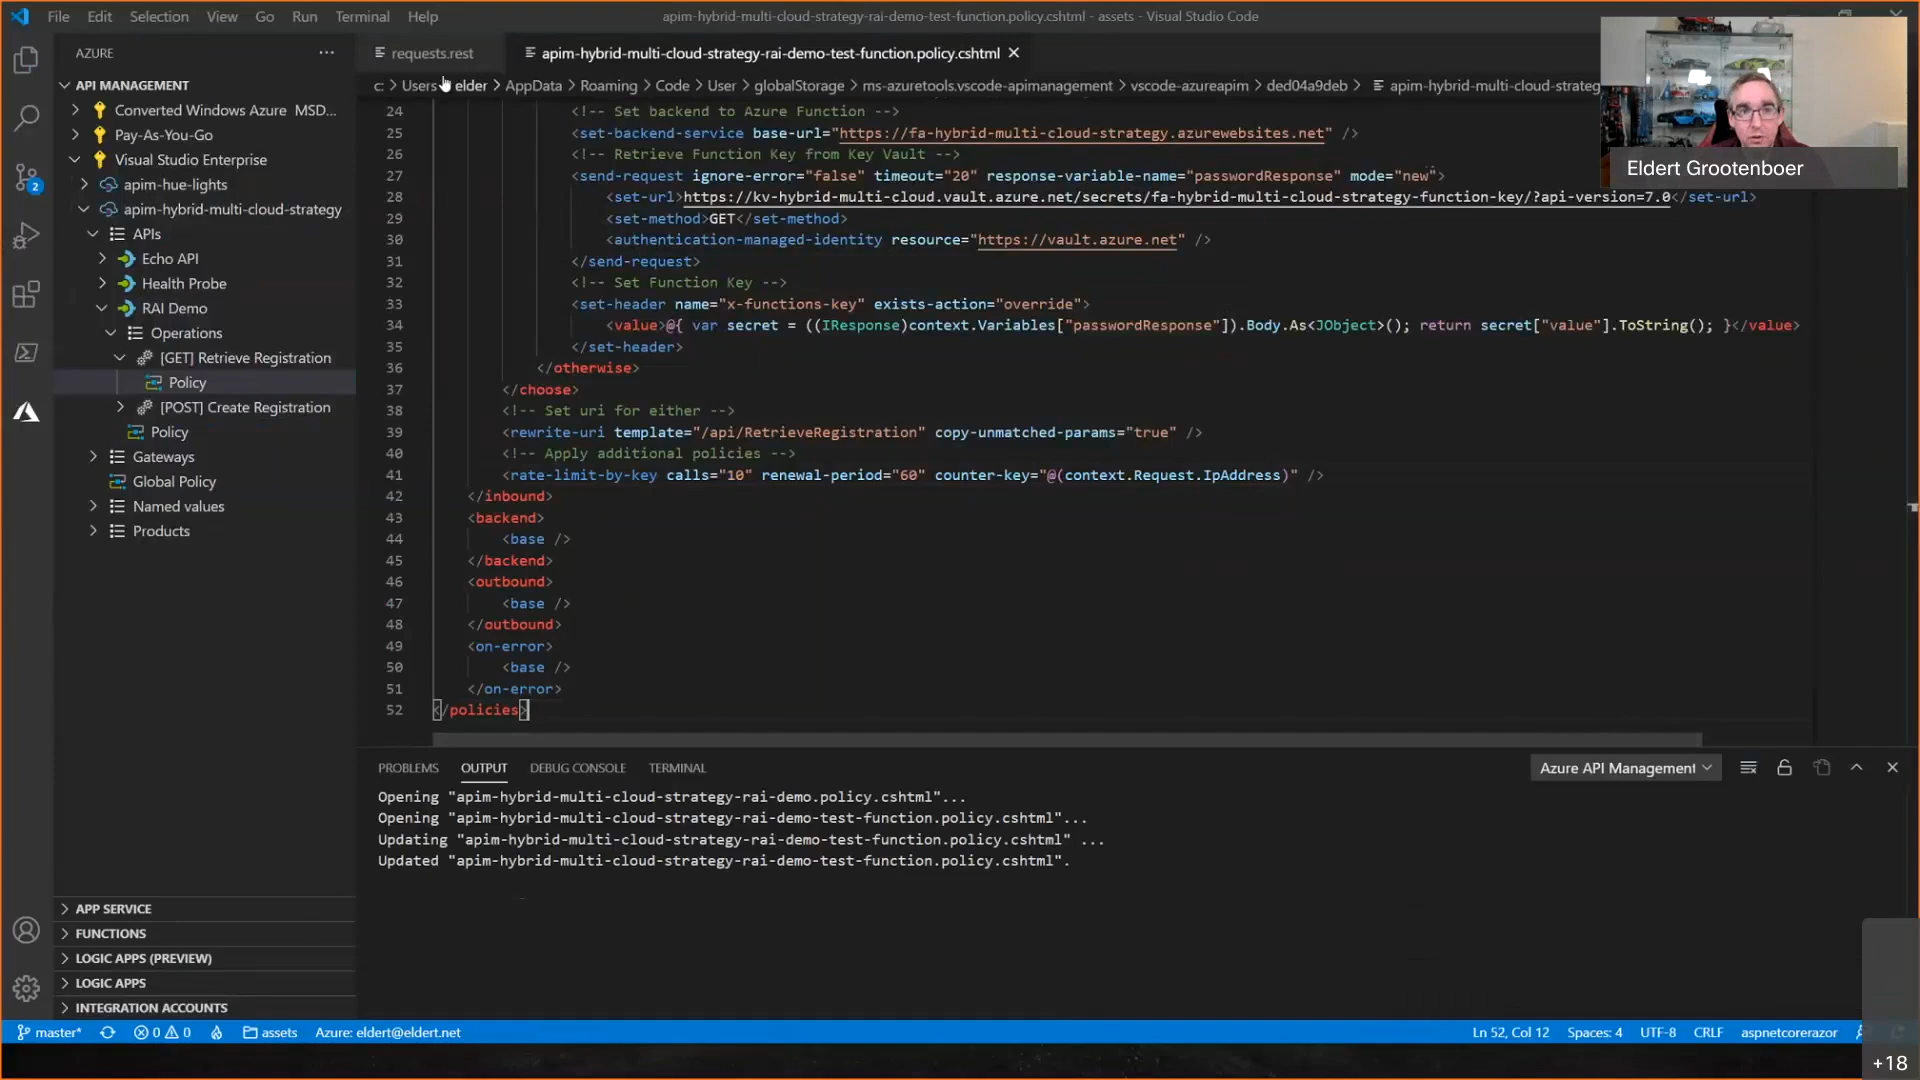 File Edit Selection View Go Run Terminal Help
apim-hybrid-multi-cloud-strategy-rai-demo-test-function.policy.cshtml - assets - Visual Studio Code
AZURE
API MANAGEMENT
Converted Windows Azure MSD...
Pay-As-You-Go
Visual Studio Enterprise
apim-hue-lights
apim-hybrid-multi-cloud-strategy
APIs
Echo API
Health Probe
RAI Demo
Operations
[GET] Retrieve Registration
Policy
[POST] Create Registration
Policy
Gateways
Global Policy
Named values
Products
APP SERVICE
FUNCTIONS
LOGIC APPS (PREVIEW)
LOGIC APPS
INTEGRATION ACCOUNTS
2
requests.rest
apim-hybrid-multi-cloud-strategy-rai-demo-test-function.policy.cshtml
c: > Users > elder > AppData > Roaming > Code > User > globalStorage > ms-azuretools.vscode-apimanagement > vscode-azureapim > ded04a9deb > apim-hybrid-multi-cloud-strateg
24 <!-- Set backend to Azure Function -->
25 <set-backend-service base-url="https://fa-hybrid-multi-cloud-strategy.azurewebsites.net" />
26 <!-- Retrieve Function Key from Key Vault -->
27 <send-request ignore-error="false" timeout="20" response-variable-name="passwordResponse" mode="new">
28 <set-url>https://kv-hybrid-multi-cloud.vault.azure.net/secrets/fa-hybrid-multi-cloud-strategy-function-key/?api-version=7.0</set-url>
29 <set-method>GET</set-method>
30 <authentication-managed-identity resource="https://vault.azure.net" />
31 </send-request>
32 <!-- Set Function Key -->
33 <set-header name="x-functions-key" exists-action="override">
34 <value>@{ var secret = ((IResponse)context.Variables["passwordResponse"]).Body.As<JObject>(); return secret["value"].ToString(); }</value>
35 </set-header>
36 </otherwise>
37 </choose>
38 <!-- Set uri for either -->
39 <rewrite-uri template="/api/RetrieveRegistration" copy-unmatched-params="true" />
40 <!-- Apply additional policies -->
41 <rate-limit-by-key calls="10" renewal-period="60" counter-key="@(context.Request.IpAddress)" />
42 </inbound>
43 <backend>
44 <base />
45 </backend>
46 <outbound>
47 <base />
48 </outbound>
49 <on-error>
50 <base />
51 </on-error>
52 </policies>
Eldert Grootenboer
PROBLEMS OUTPUT DEBUG CONSOLE TERMINAL
Azure API Management
Opening "apim-hybrid-multi-cloud-strategy-rai-demo.policy.cshtml"...
Opening "apim-hybrid-multi-cloud-strategy-rai-demo-test-function.policy.cshtml"...
Updating "apim-hybrid-multi-cloud-strategy-rai-demo-test-function.policy.cshtml" ...
Updated "apim-hybrid-multi-cloud-strategy-rai-demo-test-function.policy.cshtml".
master* 0 0 assets Azure: eldert@eldert.net
Ln 52, Col 12 Spaces: 4 UTF-8 CRLF aspnetcorerazor
+18